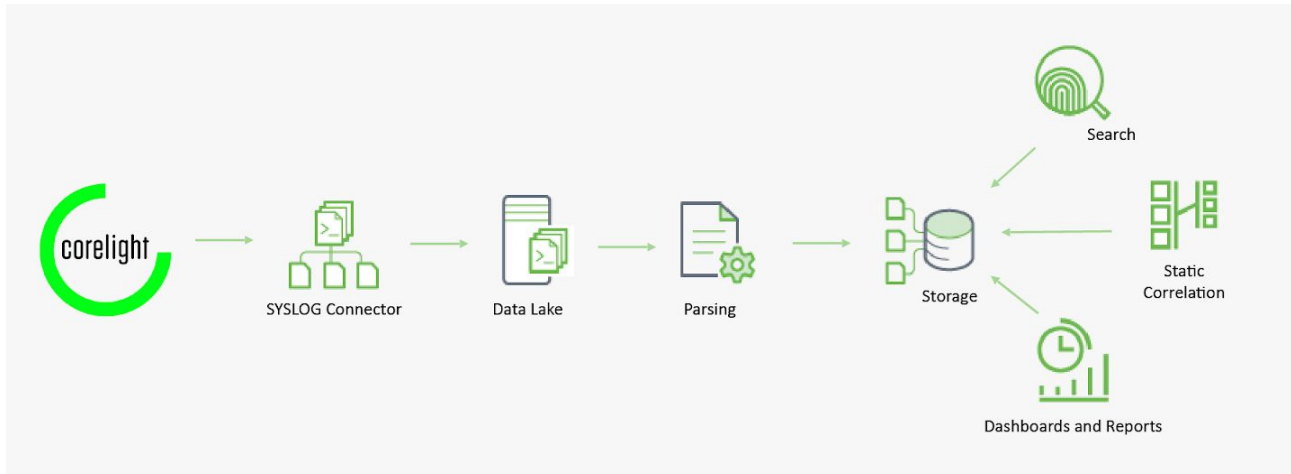 corelight
SYSLOG Connector
Data Lake
Parsing
Storage
Search
Static
Correlation
Dashboards and Reports